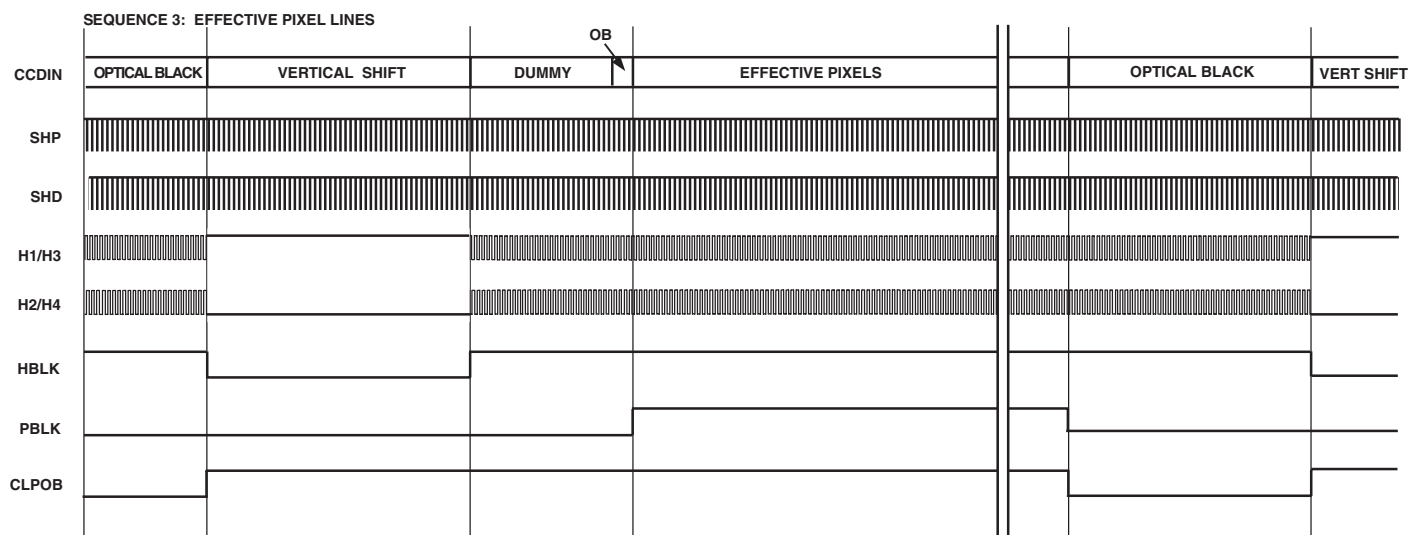 SEQUENCE 3: EFFECTIVE PIXEL LINES
OB
CCDIN OPTICAL BLACK VERTICAL SHIFT DUMMY EFFECTIVE PIXELS OPTICAL BLACK VERT SHIFT
SHP
SHD
H1/H3
H2/H4
HBLK
PBLK
CLPOB